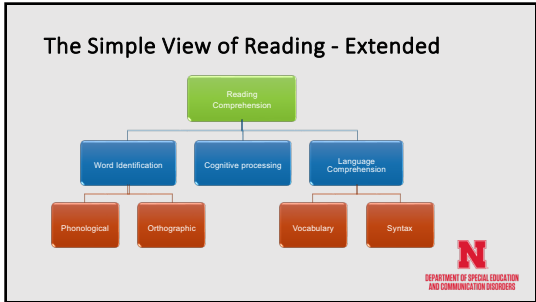 The Simple View of Reading - Extended
Reading
Comprehension
Word Identification
Cognitive processing
Language
Comprehension
Phonological
Orthographic
Vocabulary
Syntax
N
DEPARTMENT OF SPECIAL EDUCATION
AND COMMUNICATION DISORDERS